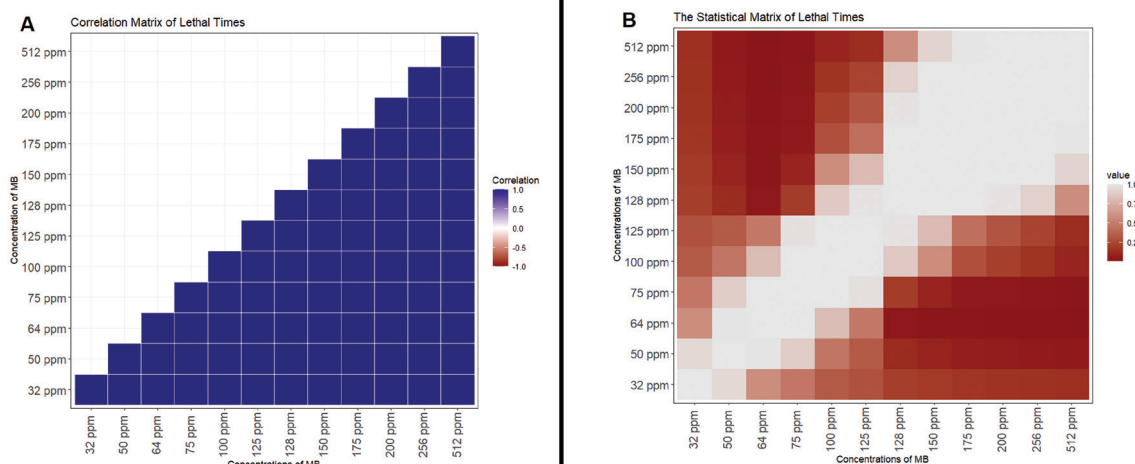 A
Correlation Matrix of Lethal Times
Concentration of MB
512 ppm
256 ppm
200 ppm
175 ppm
150 ppm
128 ppm
125 ppm
100 ppm
75 ppm
64 ppm
50 ppm
32 ppm
32 ppm
50 ppm
64 ppm
75 ppm
100 ppm
125 ppm
128 ppm
150 ppm
175 ppm
200 ppm
256 ppm
512 ppm
Concentrations of MB
Correlation
1.0
0.5
0.0
-0.5
-1.0
B
The Statistical Matrix of Lethal Times
Concentrations of MB
512 ppm
256 ppm
200 ppm
175 ppm
150 ppm
128 ppm
125 ppm
100 ppm
75 ppm
64 ppm
50 ppm
32 ppm
32 ppm
50 ppm
64 ppm
75 ppm
100 ppm
125 ppm
128 ppm
150 ppm
175 ppm
200 ppm
256 ppm
512 ppm
Concentrations of MB
value